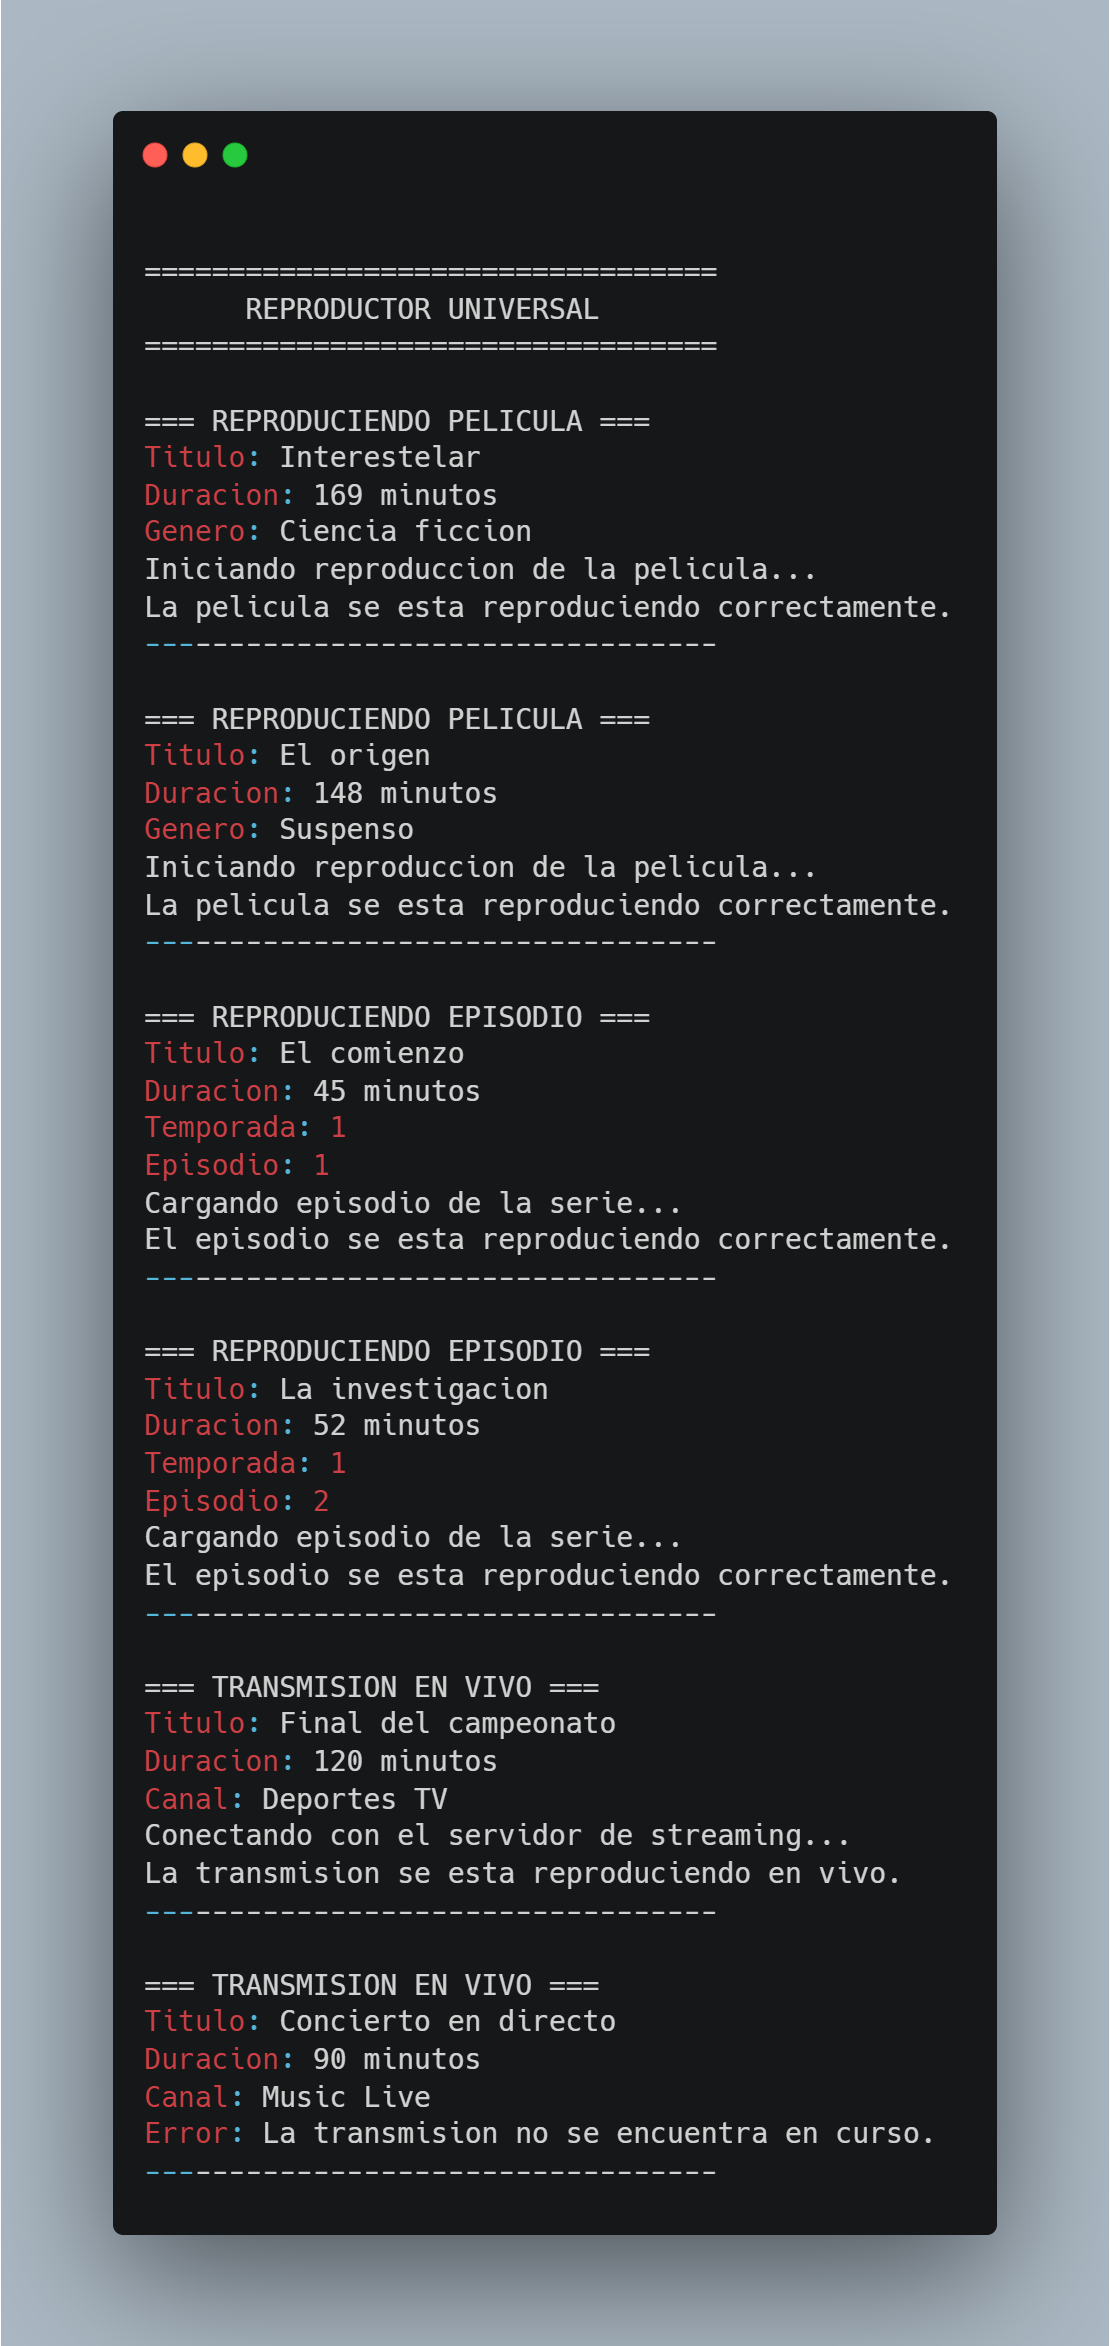 ==================================
      REPRODUCTOR UNIVERSAL
==================================

=== REPRODUCIENDO PELICULA ===
Titulo: Interestelar
Duracion: 169 minutos
Genero: Ciencia ficcion
Iniciando reproduccion de la pelicula...
La pelicula se esta reproduciendo correctamente.
----------------------------------

=== REPRODUCIENDO PELICULA ===
Titulo: El origen
Duracion: 148 minutos
Genero: Suspenso
Iniciando reproduccion de la pelicula...
La pelicula se esta reproduciendo correctamente.
----------------------------------

=== REPRODUCIENDO EPISODIO ===
Titulo: El comienzo
Duracion: 45 minutos
Temporada: 1
Episodio: 1
Cargando episodio de la serie...
El episodio se esta reproduciendo correctamente.
----------------------------------

=== REPRODUCIENDO EPISODIO ===
Titulo: La investigacion
Duracion: 52 minutos
Temporada: 1
Episodio: 2
Cargando episodio de la serie...
El episodio se esta reproduciendo correctamente.
----------------------------------

=== TRANSMISION EN VIVO ===
Titulo: Final del campeonato
Duracion: 120 minutos
Canal: Deportes TV
Conectando con el servidor de streaming...
La transmision se esta reproduciendo en vivo.
----------------------------------

=== TRANSMISION EN VIVO ===
Titulo: Concierto en directo
Duracion: 90 minutos
Canal: Music Live
Error: La transmision no se encuentra en curso.
----------------------------------